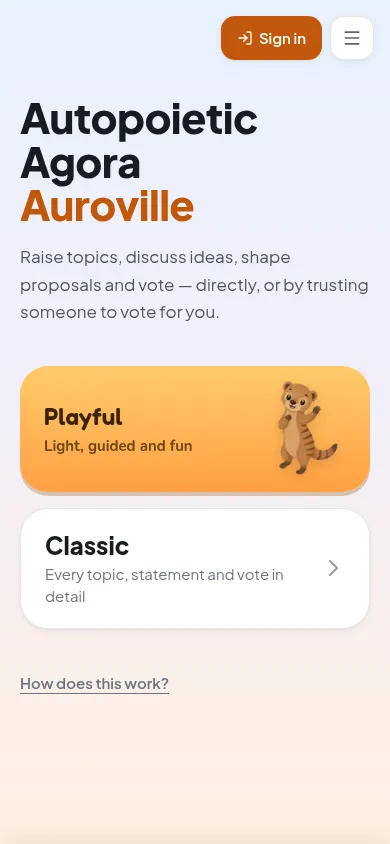 Sign in
Autopoietic
Agora
Auroville
Raise topics, discuss ideas, shape
proposals and vote — directly, or by trusting
someone to vote for you.
Playful
Light, guided and fun
Classic
Every topic, statement and vote in
detail
How does this work?